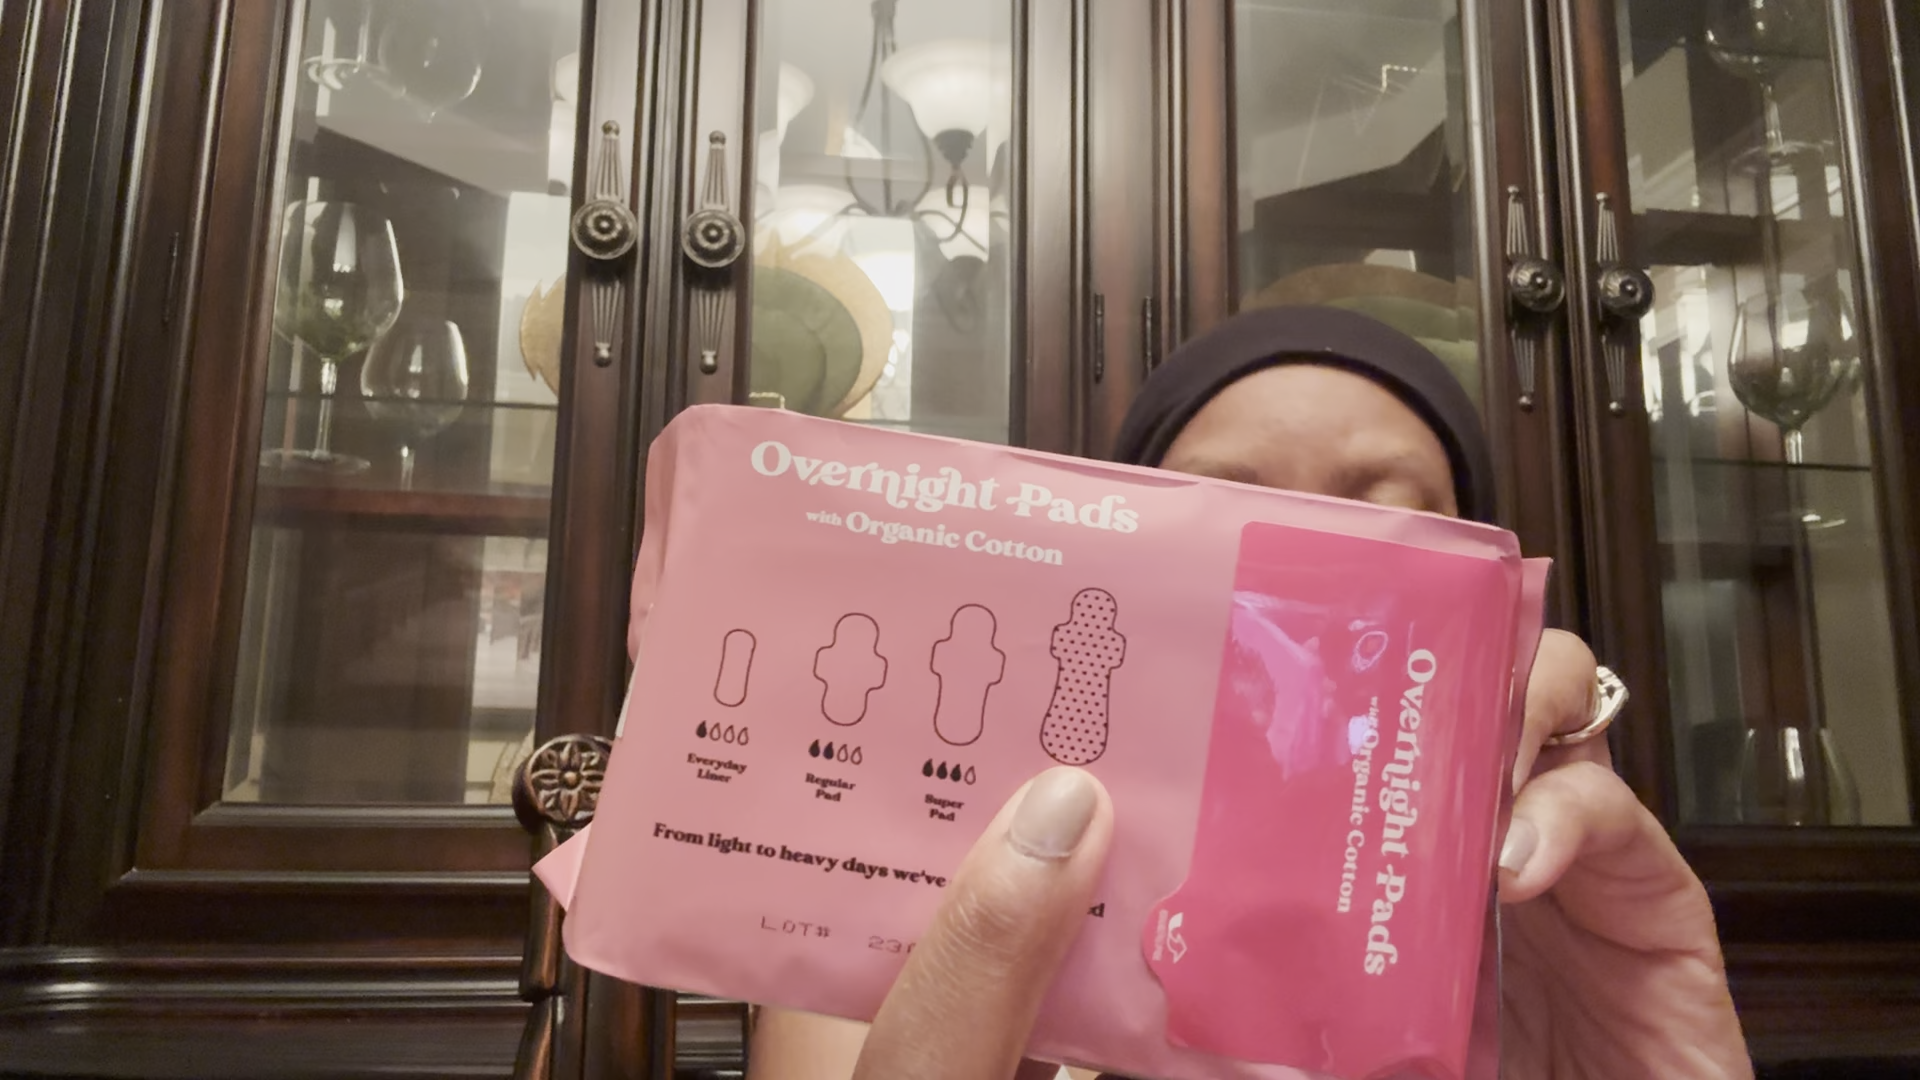 Overnight Pads
with Organic Cotton
Everyday
Liner
Regular
Pad
Super
Pad
From light to heavy days we've
LOT#
Overnight Pads
with Organic Cotton